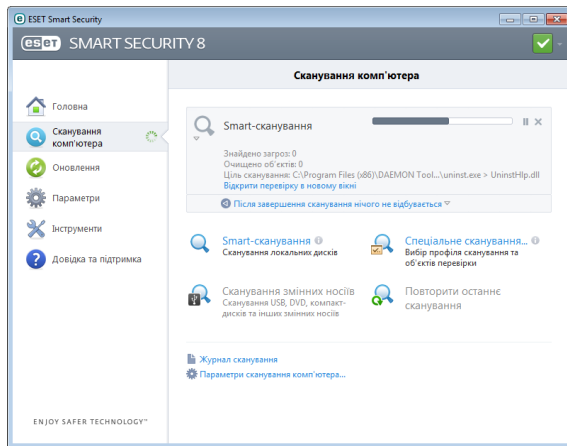 ESET Smart Security
eset SMART SECURITY 8
Сканування комп'ютера
Головна
Сканування
комп'ютера
Оновлення
Параметри
Інструменти
Довідка та підтримка
Smart-сканування
Знайдено загроз: 0
Очищено об'єктів: 0
Ціль сканування: C:\Program Files (x86)\DAEMON Tool...\uninst.exe > UninstHlp.dll
Відкрити перевірку в новому вікні
Після завершення сканування нічого не відбувається
Smart-сканування
Сканування локальних дисків
Спеціальне сканування...
Вибір профіля сканування та
об'єктів перевірки
Сканування змінних носіїв
Сканування USB, DVD, компакт-
дисків та інших змінних носіїв
Повторити останнє
сканування
Журнал сканування
Параметри сканування комп'ютера...
ENJOY SAFER TECHNOLOGY™